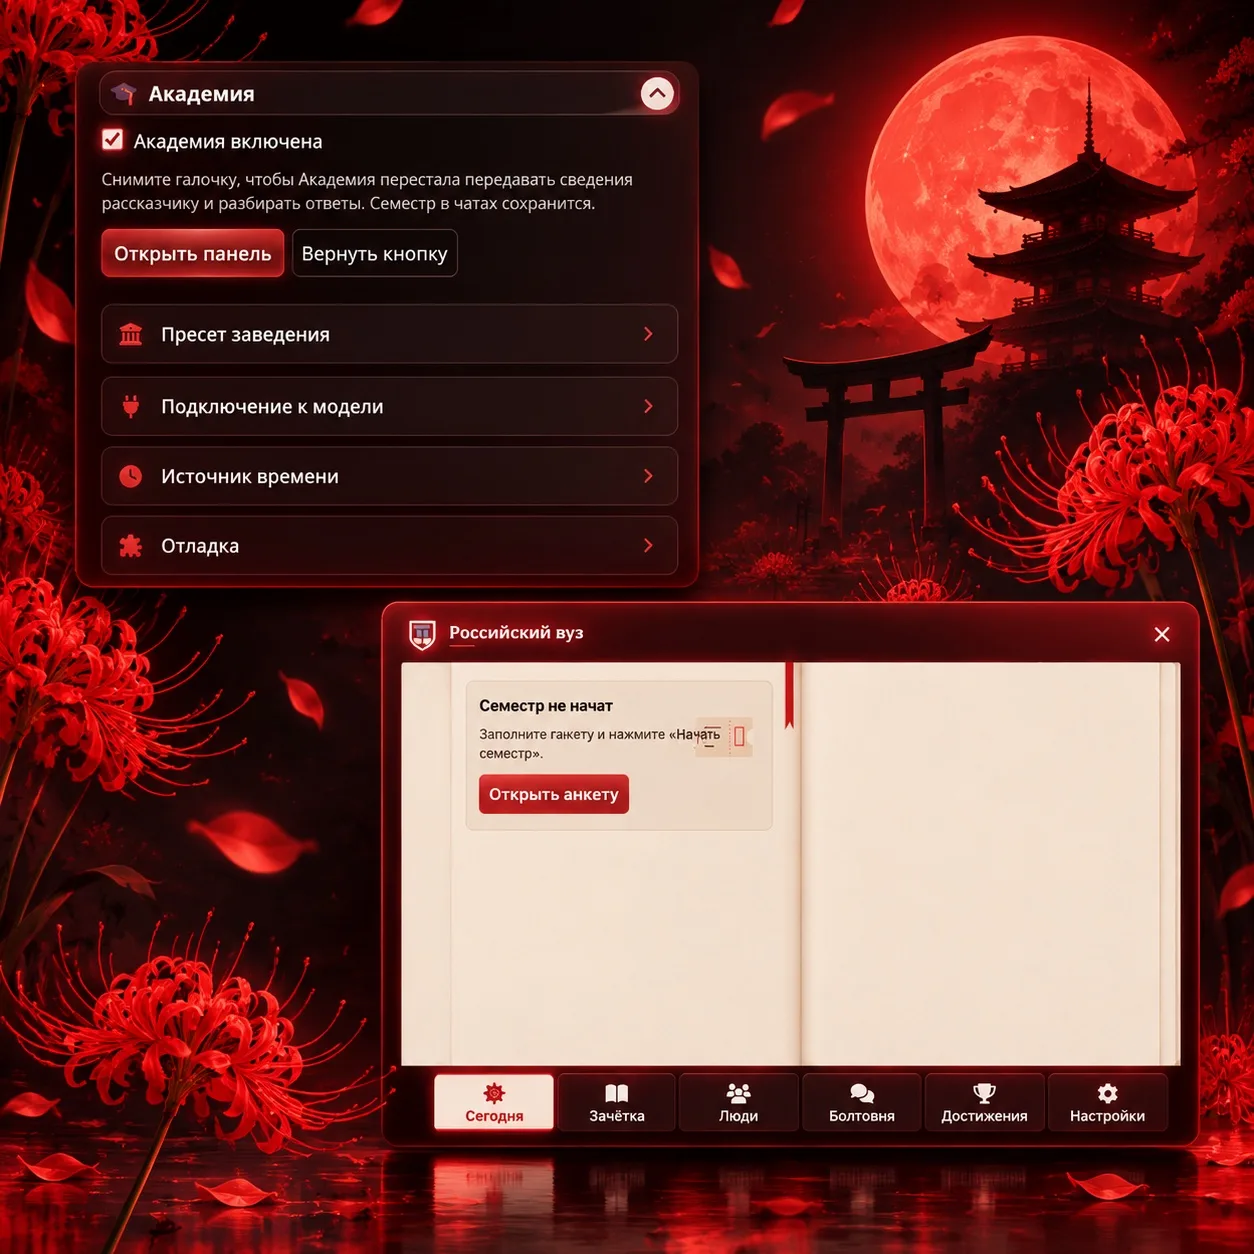 Академия
Академия включена
Снимите галочку, чтобы Академия перестала передавать сведения
рассказчику и разбирать ответы. Семестр в чатах сохранится.
Открыть панель
Вернуть кнопку
Пресет заведения
Подключение к модели
Источник времени
Отладка
Российский вуз
Семестр не начат
Заполните гакету и нажмите «Начать
семестр».
Открыть анкету
Сегодня
Зачётка
Люди
Болтовня
Достижения
Настройки